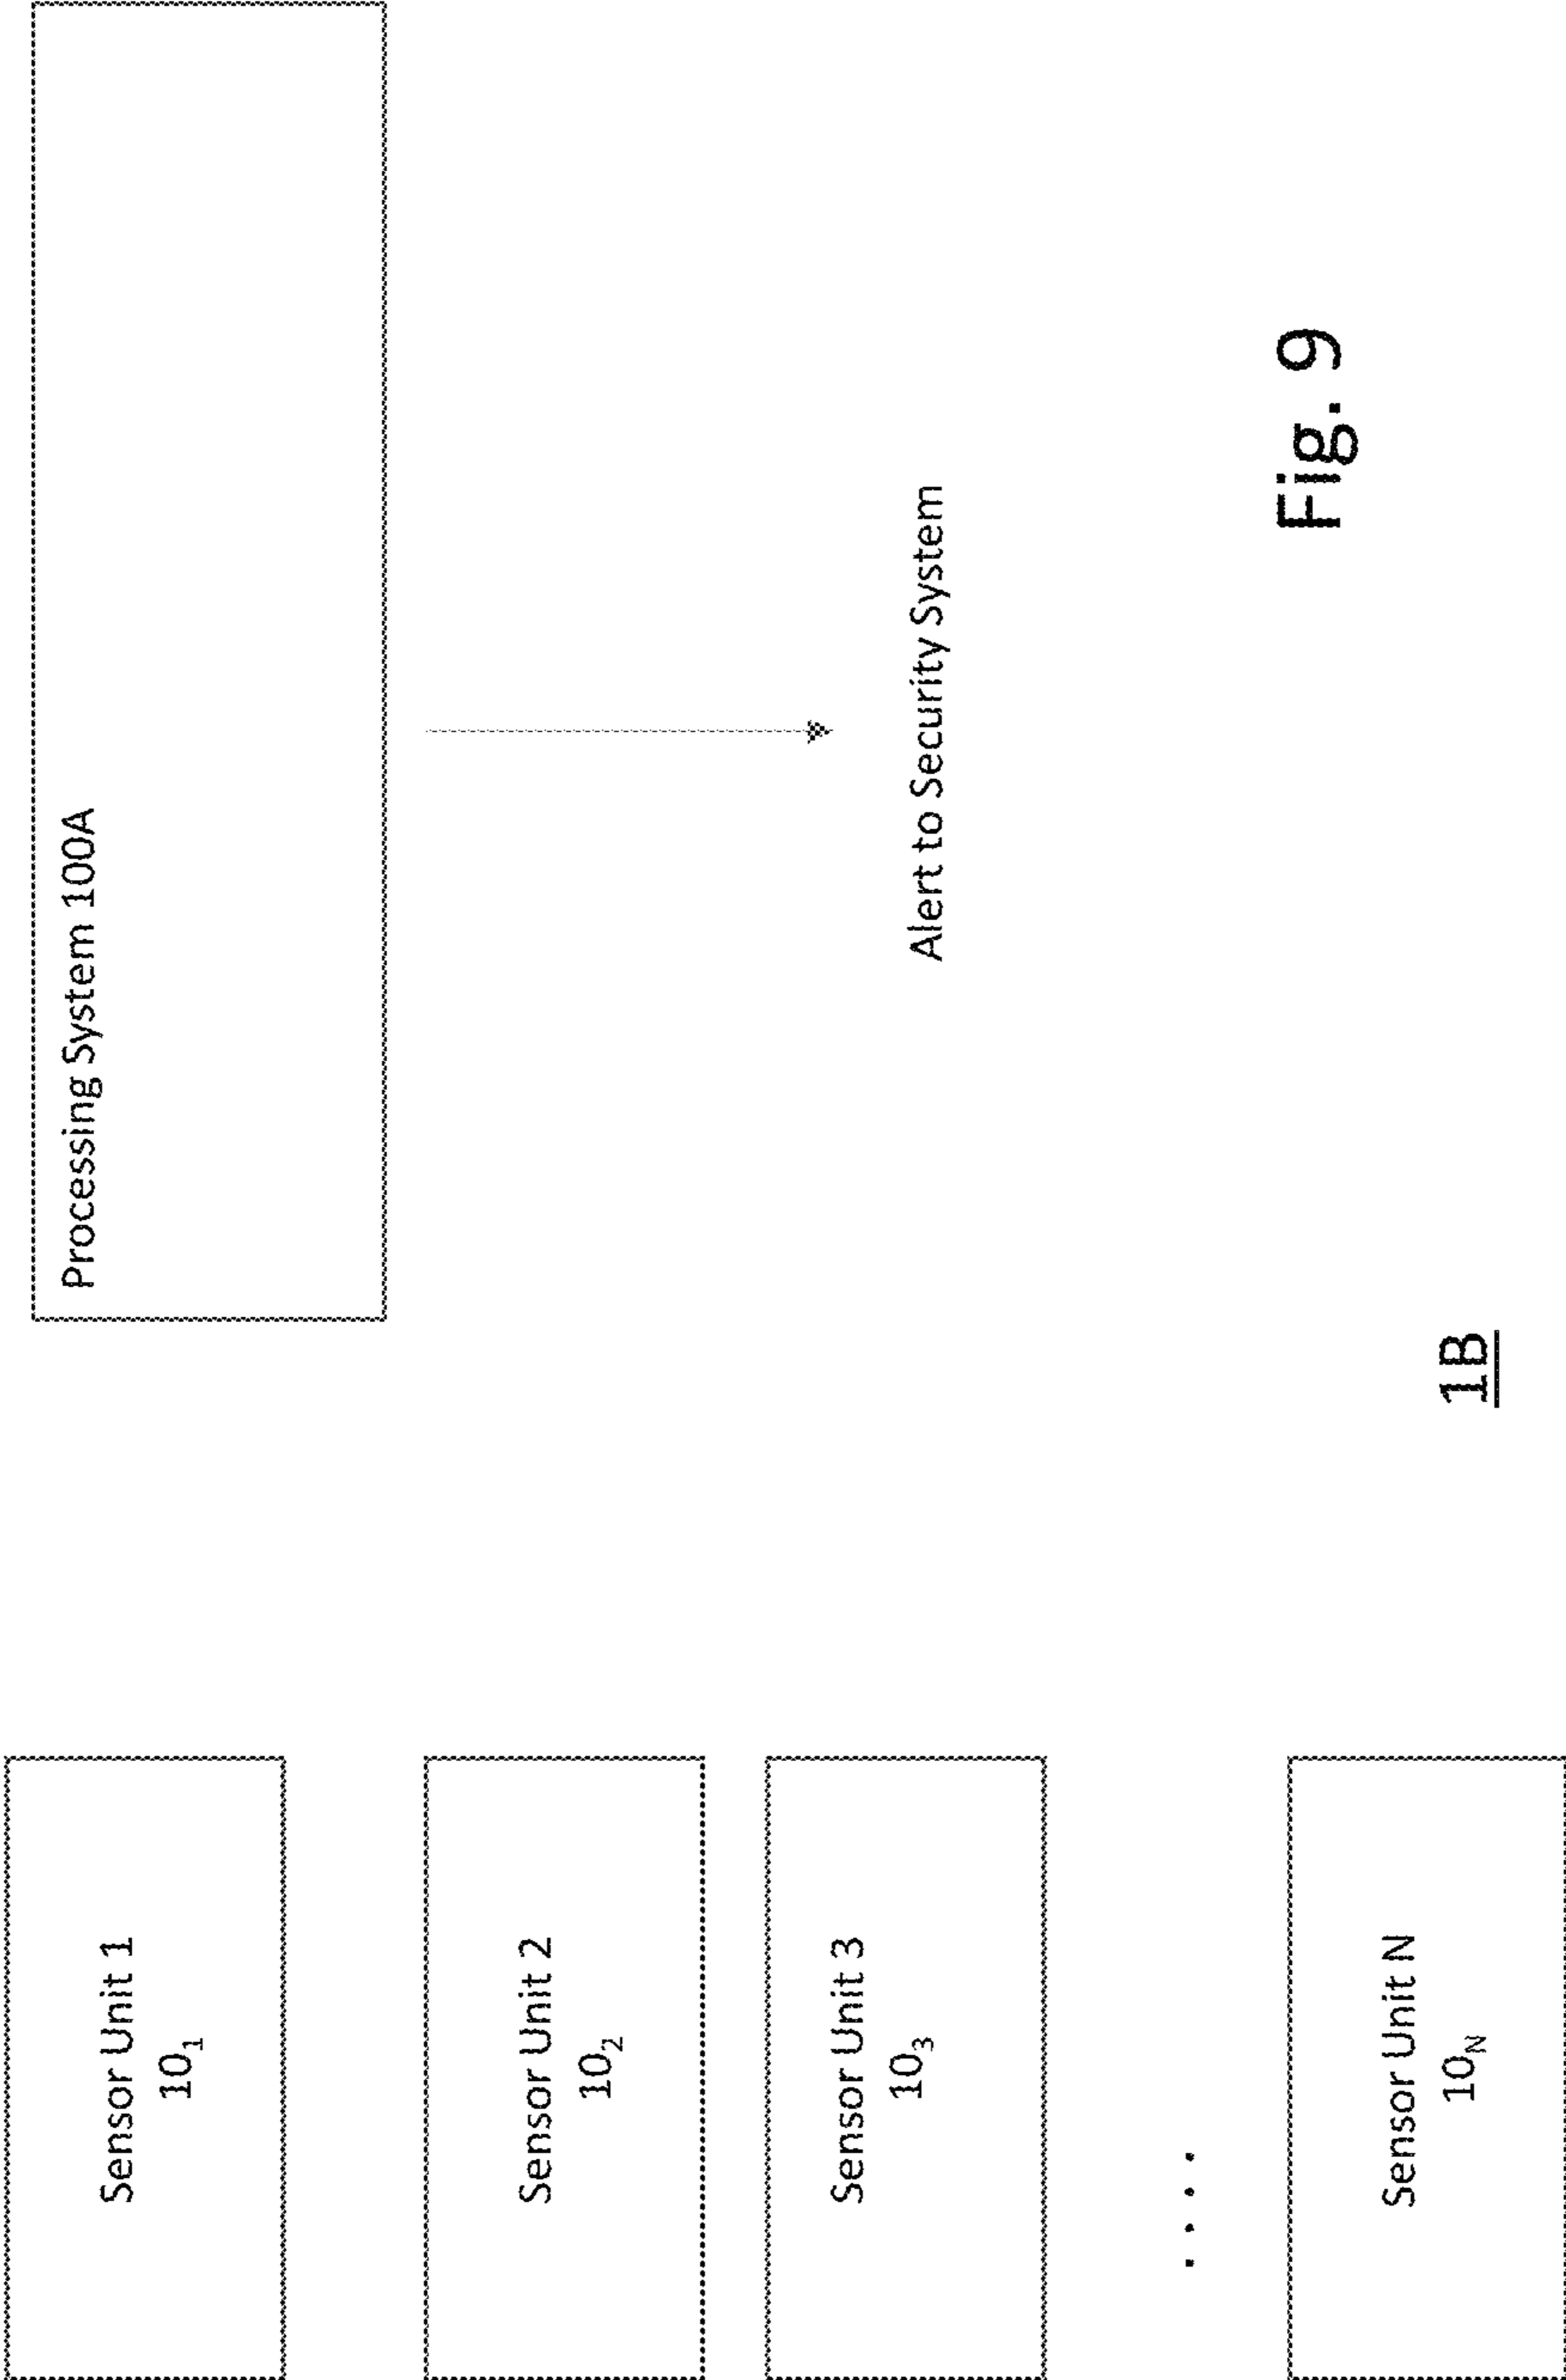 Sensor Unit 1
10₁
Sensor Unit 2
10₂
Sensor Unit 3
10₃
. . . .
Sensor Unit N
10ₙ
Processing System 100A
Alert to Security System
Fig. 9
1B